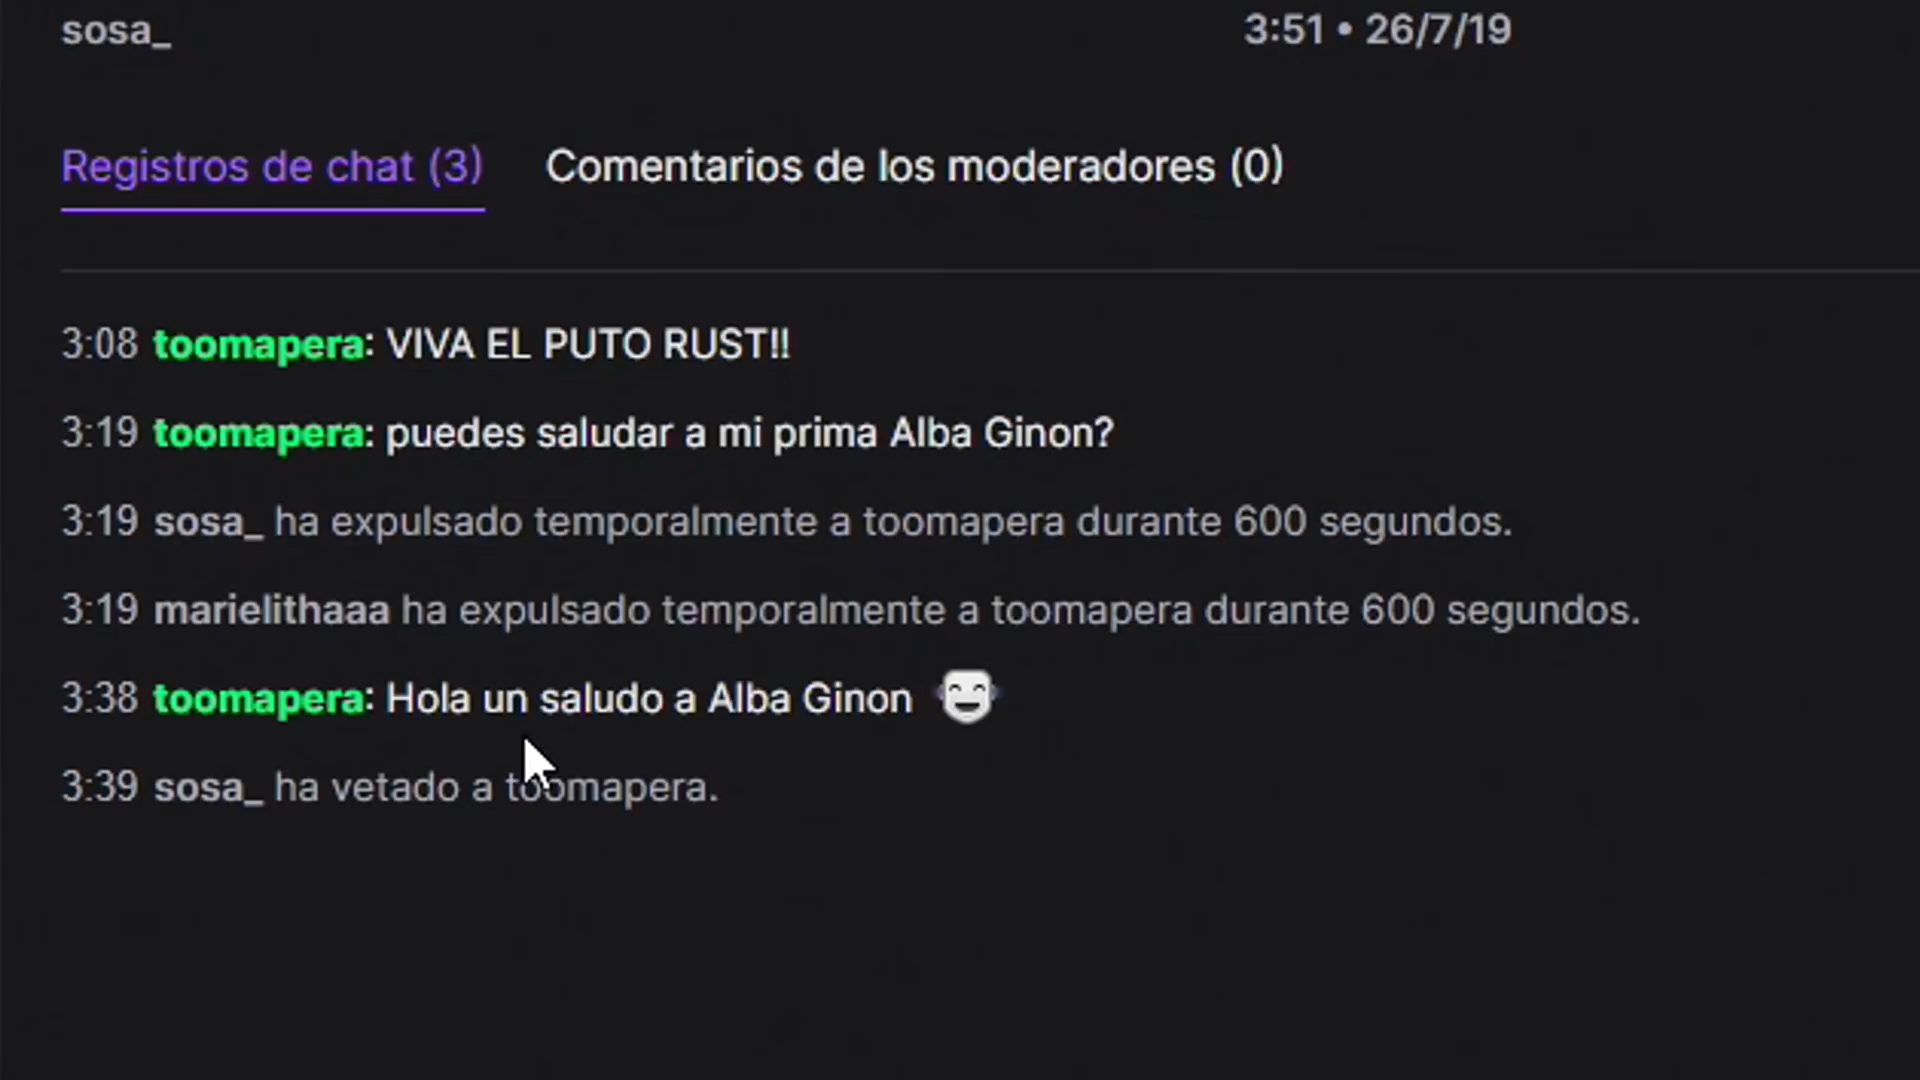 sosa_ 3:51 • 26/7/19
Registros de chat (3) Comentarios de los moderadores (0)
3:08 toomapera: VIVA EL PUTO RUST!!
3:19 toomapera: puedes saludar a mi prima Alba Ginon?
3:19 sosa_ ha expulsado temporalmente a toomapera durante 600 segundos.
3:19 marielithaaa ha expulsado temporalmente a toomapera durante 600 segundos.
3:38 toomapera: Hola un saludo a Alba Ginon
3:39 sosa_ ha vetado a toomapera.